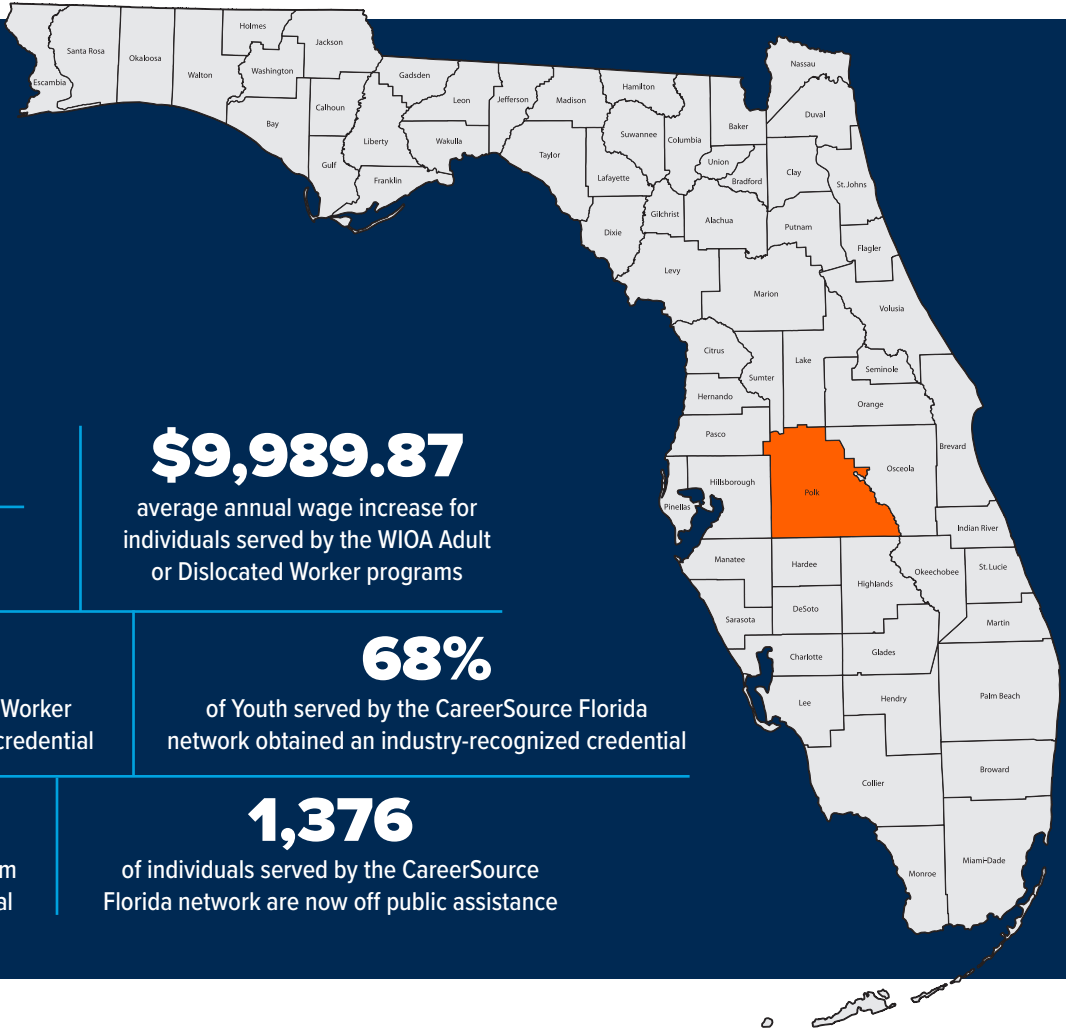 Holmes
Jackson
Santa Rosa
Okaloosa
Walton
Washington
Escambia
Gadsden
Calhoun
Bay
Leon
Jefferson
Madison
Hamilton
Nassau
Duval
Baker
Liberty
Wakulla
Gulf
Franklin
Taylor
Suwannee
Columbia
Lafayette
Union
Bradford
Clay
St. Johns
Gilchrist
Alachua
Putnam
Dixie
Flagler
Levy
Marion
Volusia
Citrus
Sumter
Lake
Seminole
Hernando
Orange
Pasco
Brevard
Osceola
Hillsborough
Polk
Pinellas
Indian River
Manatee
Hardee
Okeechobee
St. Lucie
Highlands
DeSoto
Sarasota
Martin
Charlotte
Glades
Lee
Hendry
Palm Beach
Broward
Collier
Monroe
Miami-Dade
$9,989.87
average annual wage increase for
individuals served by the WIOA Adult
or Dislocated Worker programs
Worker
credential
68%
of Youth served by the CareerSource Florida
network obtained an industry-recognized credential
1,376
of individuals served by the CareerSource
Florida network are now off public assistance